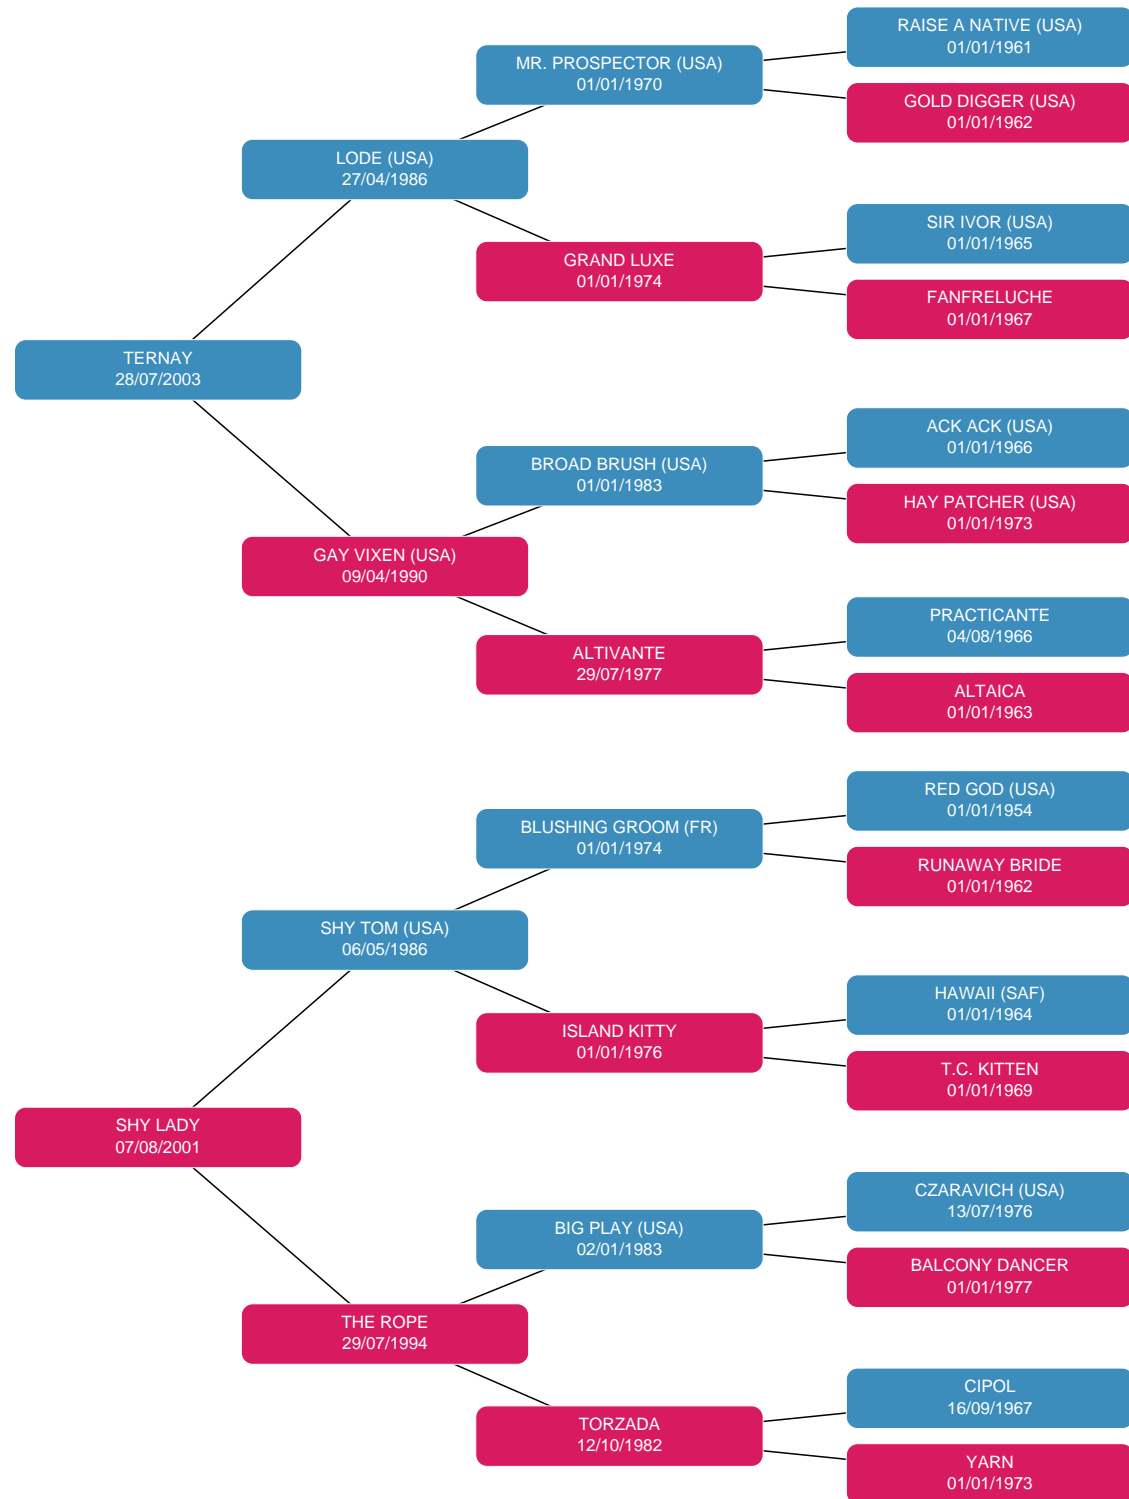 RAISE A NATIVE (USA)
01/01/1961
MR. PROSPECTOR (USA)
01/01/1970
GOLD DIGGER (USA)
01/01/1962
LODE (USA)
27/04/1986
SIR IVOR (USA)
01/01/1965
GRAND LUXE
01/01/1974
FANFRELUCHE
01/01/1967
TERNAY
28/07/2003
ACK ACK (USA)
01/01/1966
BROAD BRUSH (USA)
01/01/1983
HAY PATCHER (USA)
01/01/1973
GAY VIXEN (USA)
09/04/1990
PRACTICANTE
04/08/1966
ALTIVANTE
29/07/1977
ALTAICA
01/01/1963
RED GOD (USA)
01/01/1954
BLUSHING GROOM (FR)
01/01/1974
RUNAWAY BRIDE
01/01/1962
SHY TOM (USA)
06/05/1986
HAWAII (SAF)
01/01/1964
ISLAND KITTY
01/01/1976
T.C. KITTEN
01/01/1969
SHY LADY
07/08/2001
CZARAVICH (USA)
13/07/1976
BIG PLAY (USA)
02/01/1983
BALCONY DANCER
01/01/1977
THE ROPE
29/07/1994
CIPOL
16/09/1967
TORZADA
12/10/1982
YARN
01/01/1973